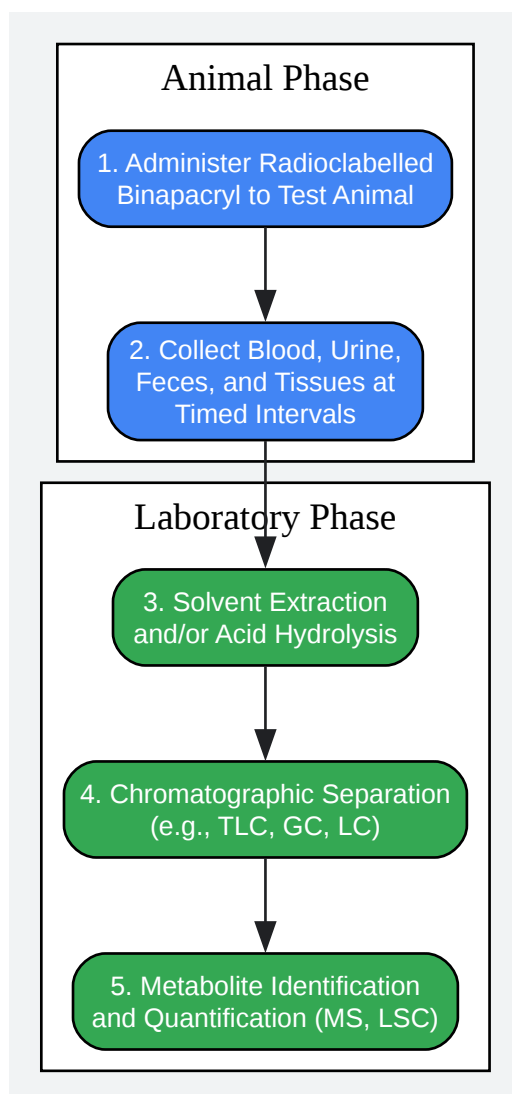 Animal Phase
1. Administer Radioclabelled
Binapacryl to Test Animal
2. Collect Blood, Urine,
Feces, and Tissues at
Timed Intervals
Laboratory Phase
3. Solvent Extraction
and/or Acid Hydrolysis
4. Chromatographic Separation
(e.g., TLC, GC, LC)
5. Metabolite Identification
and Quantification (MS, LSC)